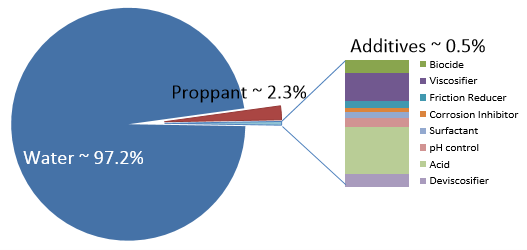 Additives ~ 0.5%
Biocide
Proppant ~ 2.3%
Viscosifier
Friction Reducer
Corrosion Inhibitor
Surfactant
pH control
Water ~ 97.2%
Acid
Deviscosifier